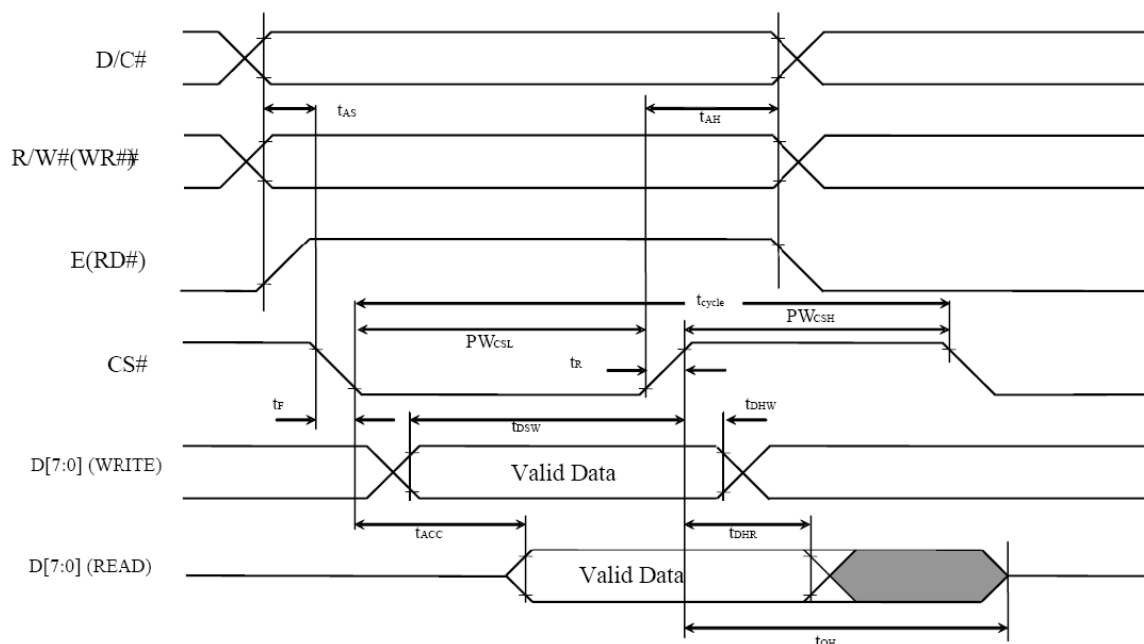 D/C#
tAS
tAH
R/W#(WR##)
E(RD#)
tcycle
PWCSL
PWCSH
CS#
tR
tF
tDSW
tDHW
D[7:0] (WRITE)
Valid Data
tACC
tDHR
D[7:0] (READ)
Valid Data
tOH